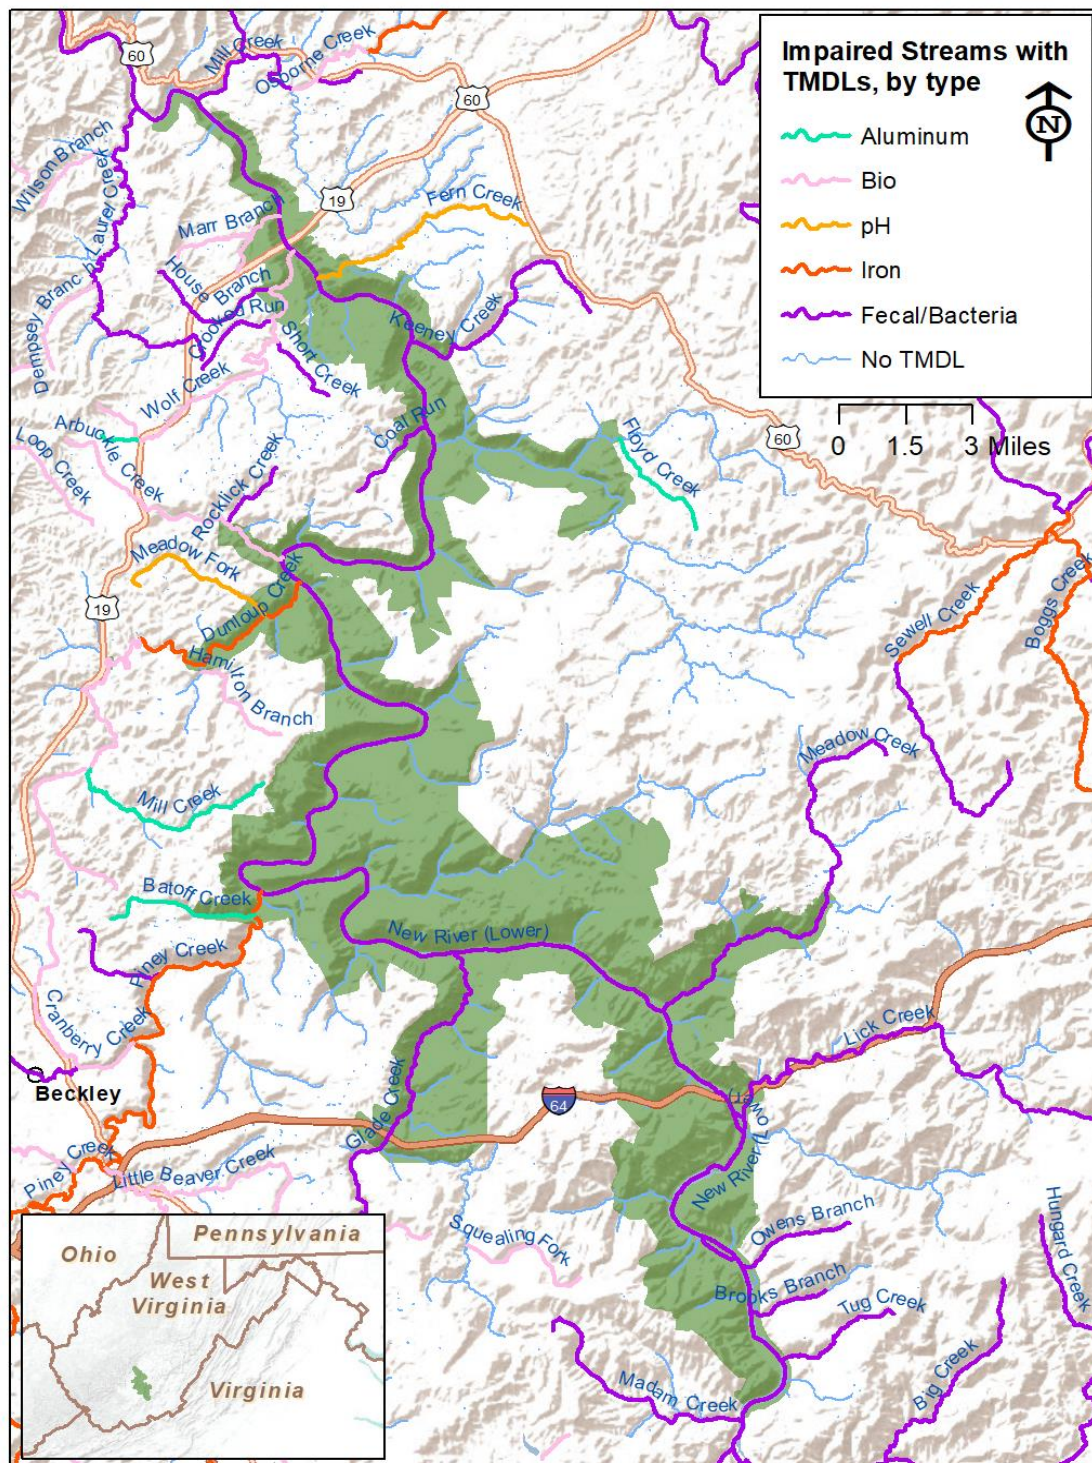 Impaired Streams with
TMDLs, by type
N
Aluminum
Bio
pH
Iron
Fecal/Bacteria
No TMDL
0 1.5 3 Miles
60
Mill Creek
Osborne Creek
60
Wilson Branch
Laurel Creek
19
Fern Creek
Marr Branch
House Branch
Dempsey Branch
Crooked Run
Keeney Creek
Short Creek
Wolf Creek
Arbuckle Creek
Loop Creek
Coal Run
60
Floyd Creek
Rocklick Creek
Meadow Fork
Dunloup Creek
19
Sewell Creek
Boggs Creek
Hamilton Branch
Meadow Creek
Mill Creek
Batoff Creek
New River (Lower)
Piney Creek
Cranberry Creek
Lick Creek
Beckley
64
Glade Creek
Piney Creek
Little Beaver Creek
New River (Lower)
Owens Branch
Hungard Creek
Squealing Fork
Brooks Branch
Tug Creek
Madam Creek
Big Creek
Ohio
Pennsylvania
West
Virginia
Virginia